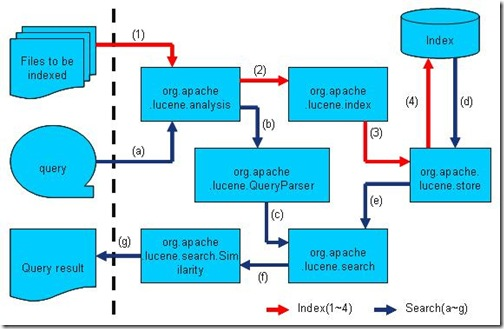 Files to be
indexed
(1)
org.apache
.lucene.analysis
(2)
org.apache
.lucene.index
(3)
Index
(4)
(d)
org.apache.
lucene.store
query
(a)
(b)
org.apache
.lucene.QueryParser
(c)
(e)
org.apache
.lucene.search
(f)
org.apache
.lucene.search.Sim
ilarity
(g)
Query result
Index(1~4)
Search(a~g)